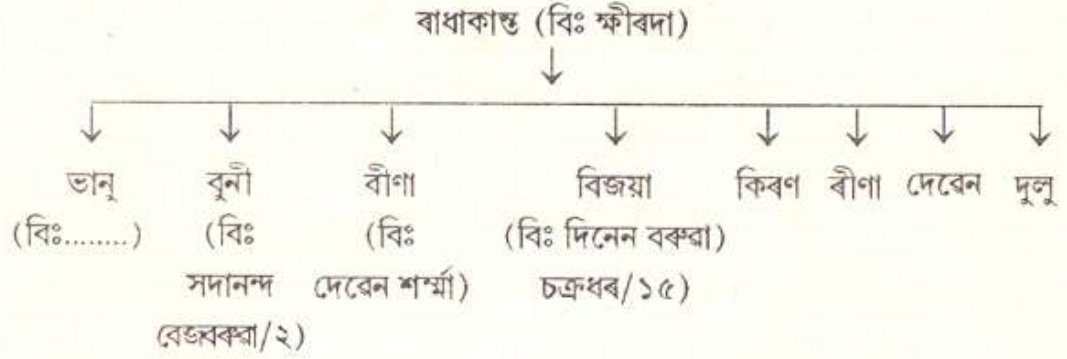 ৰাধাকান্ত (বিঃ ক্ষীৰদা)
ভানু বুনী বীণা বিজয়া কিৰণ ৰীণা দেৱেন দুলু
(বিঃ........) (বিঃ (বিঃ (বিঃ দিনেন বৰুৱা)
সদানন্দ দেৱেন শৰ্ম্মা) চক্ৰধৰ/১৫)
বেজবৰুৱা/২)